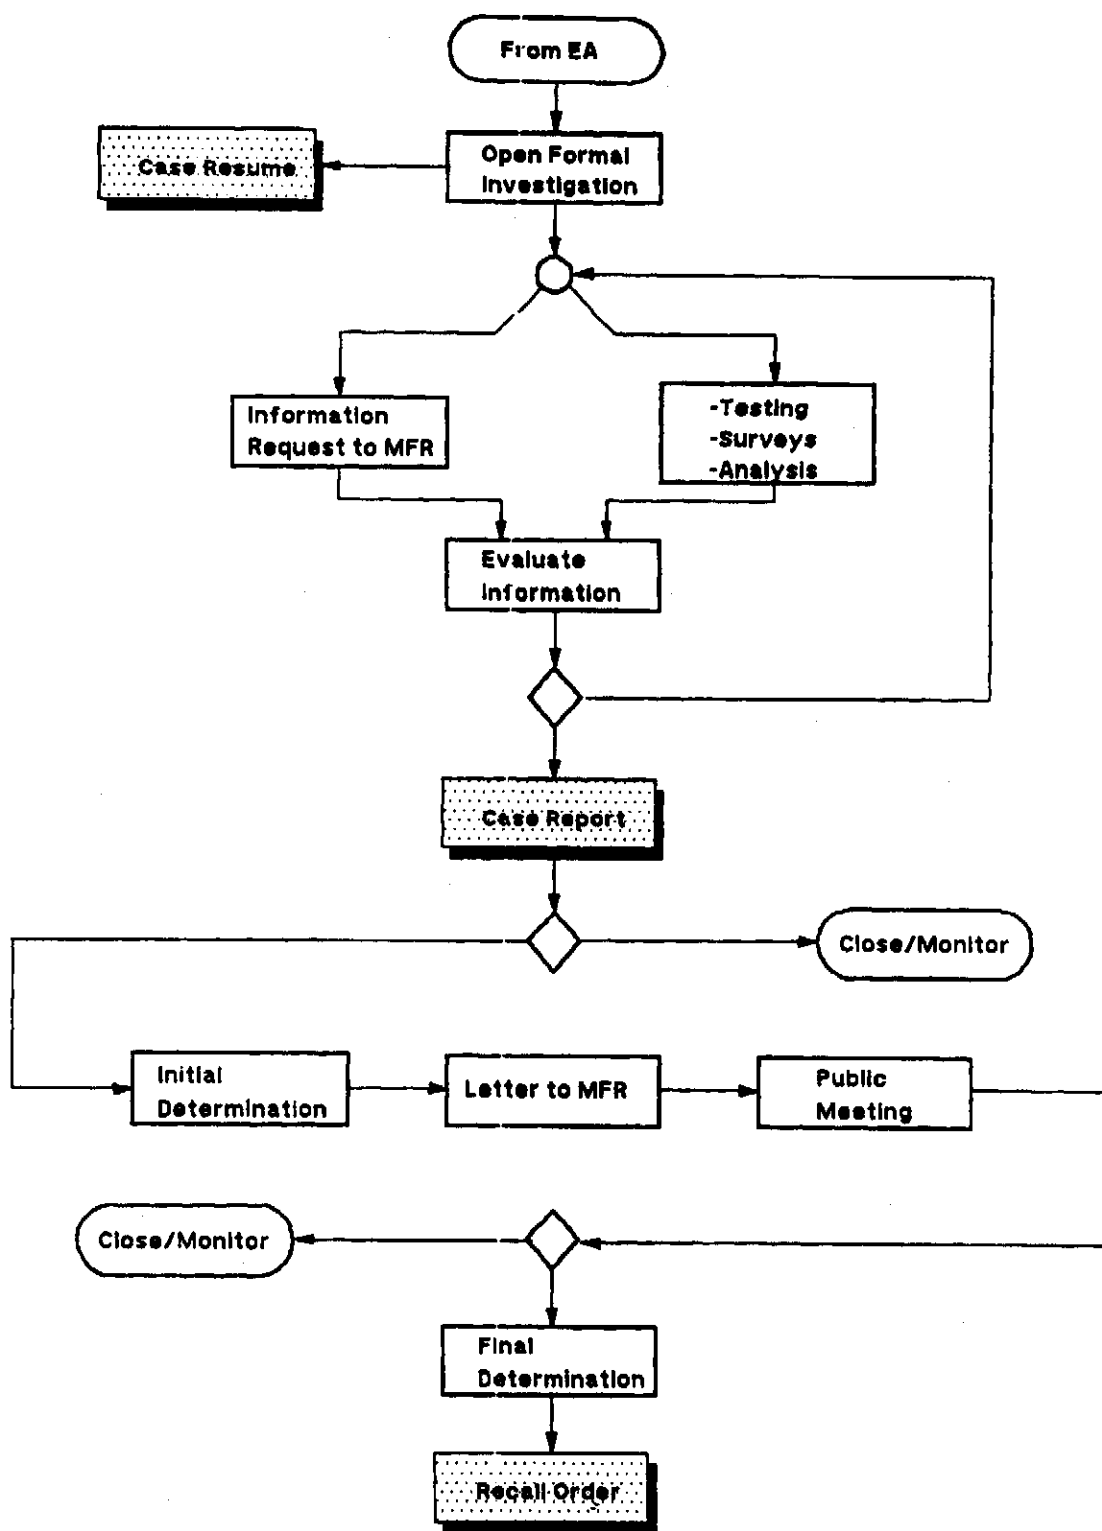 From EA
Case Resume
Open Formal
Investigation
Information
Request to MFR
-Testing
-Surveys
-Analysis
Evaluate
Information
Case Report
Close/Monitor
Initial
Determination
Letter to MFR
Public
Meeting
Close/Monitor
Final
Determination
Recall Order